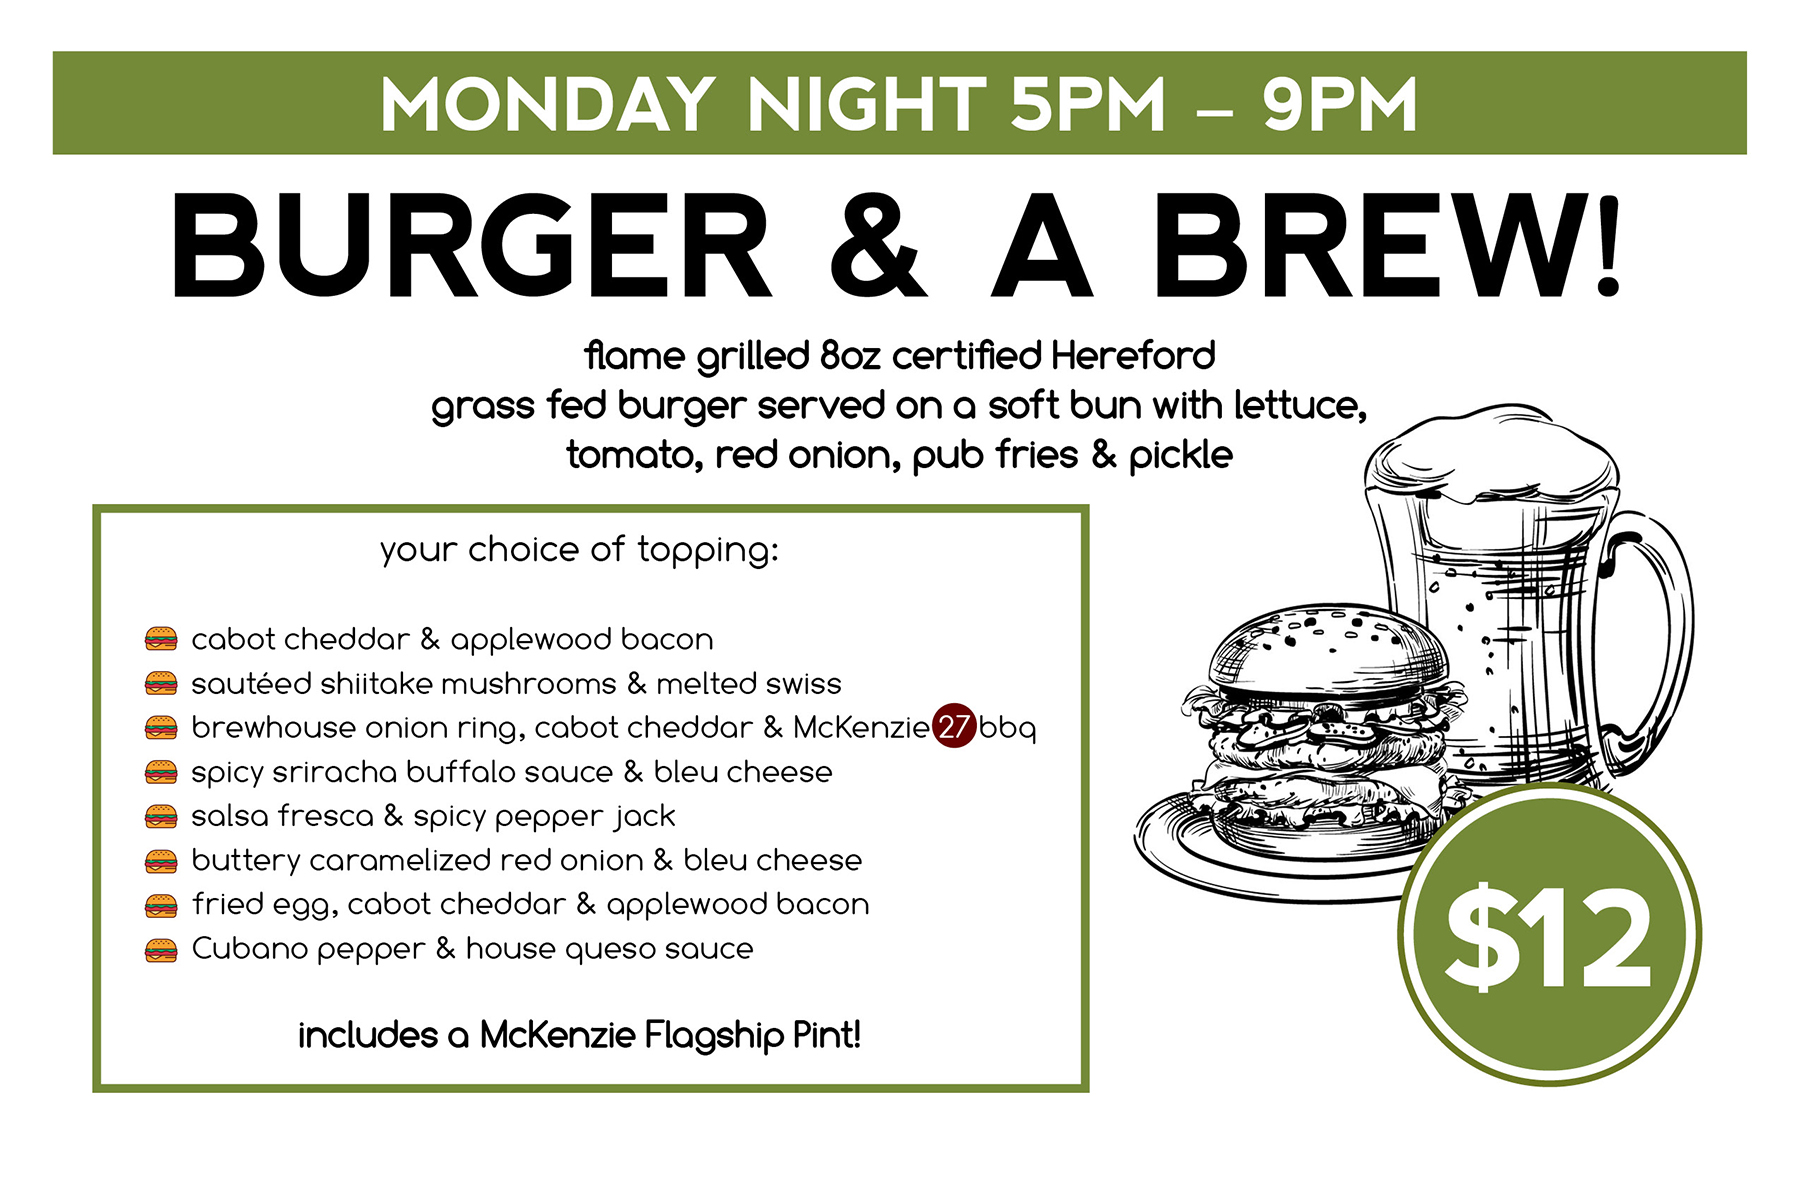 MONDAY NIGHT 5PM – 9PM
BURGER & A BREW!
flame grilled 8oz certified Hereford
grass fed burger served on a soft bun with lettuce,
tomato, red onion, pub fries & pickle
your choice of topping:
cabot cheddar & applewood bacon
sautéed shiitake mushrooms & melted swiss
brewhouse onion ring, cabot cheddar & McKenzie 27 bbq
spicy sriracha buffalo sauce & bleu cheese
salsa fresca & spicy pepper jack
buttery caramelized red onion & bleu cheese
fried egg, cabot cheddar & applewood bacon
Cubano pepper & house queso sauce
includes a McKenzie Flagship Pint!
$12